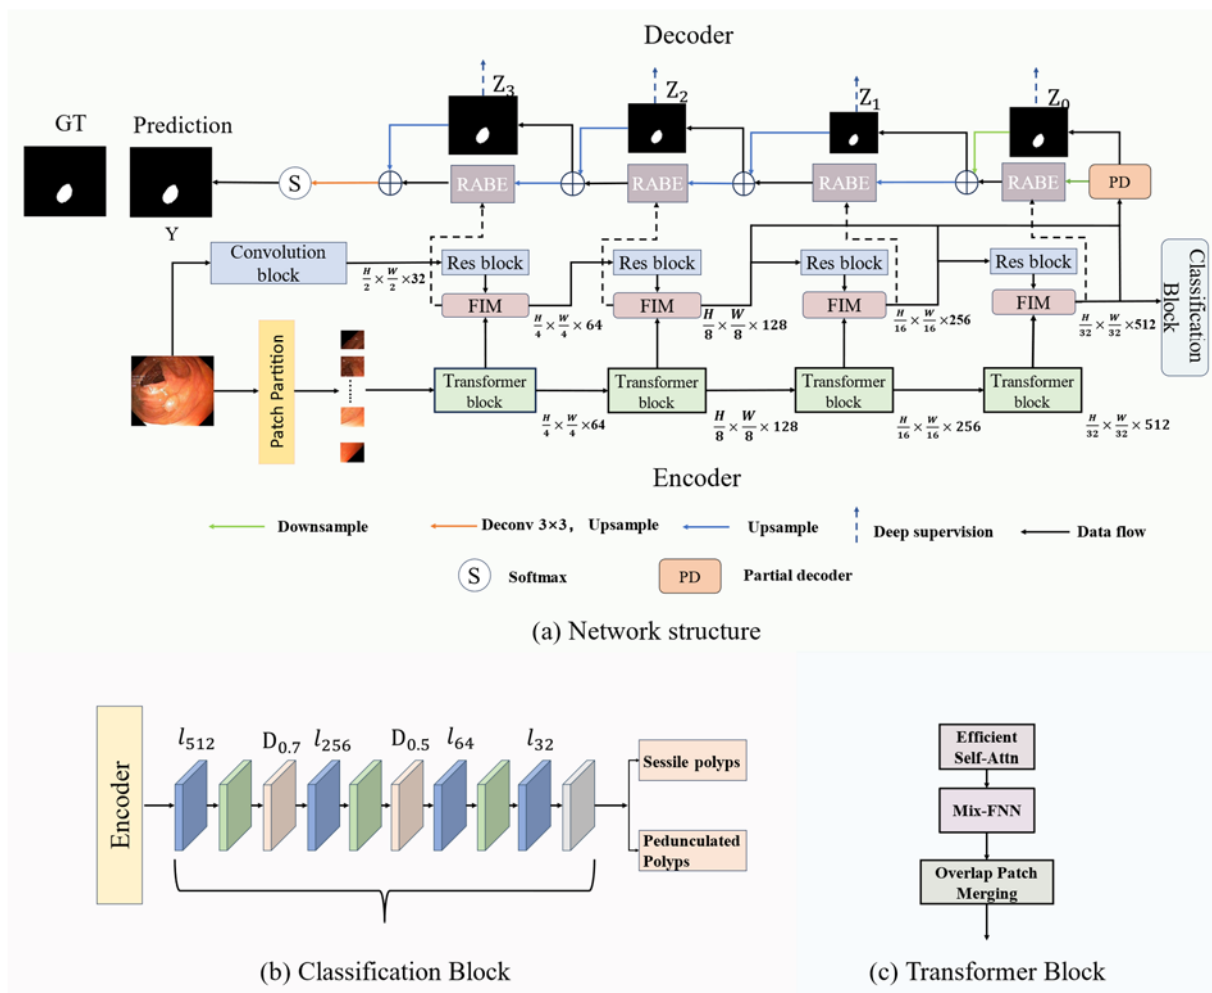 Decoder
Z3
Z2
Z1
Z0
GT
Prediction
S
RABE
RABE
RABE
RABE
PD
Y
Convolution
block
H/2 × W/2 ×32
Res block
Res block
Res block
Res block
FIM
FIM
FIM
FIM
H/4 × W/4 × 64
H/8 × W/8 × 128
H/16 × W/16 ×256
H/32 × W/32 ×512
Classification
Block
Patch Partition
Transformer
block
Transformer
block
Transformer
block
Transformer
block
H/4 × W/4 ×64
H/8 × W/8 × 128
H/16 × W/16 × 256
H/32 × W/32 × 512
Encoder
Downsample
Deconv 3×3, Upsample
Upsample
Deep supervision
Data flow
S
Softmax
PD
Partial decoder
(a) Network structure
Encoder
l512
D0.7
l256
D0.5
l64
l32
Sessile polyps
Pedunculated
Polyps
(b) Classification Block
Efficient
Self-Attn
Mix-FNN
Overlap Patch
Merging
(c) Transformer Block